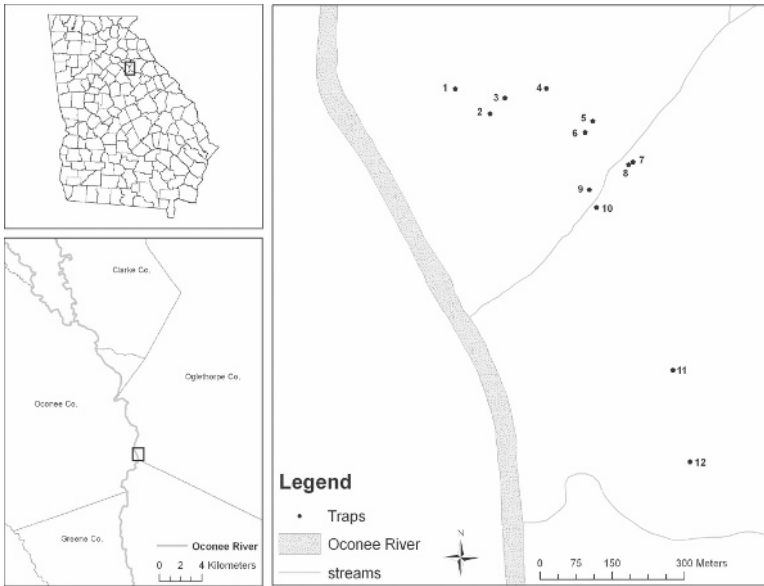 Clarke Co.
Oglethorpe Co.
Oconee Co.
Greene Co.
Oconee River
0 2 4 Kilometers
1
2
3
4
5
6
7
8
9
10
11
12
Legend
Traps
Oconee River
streams
N
0 75 150 300 Meters